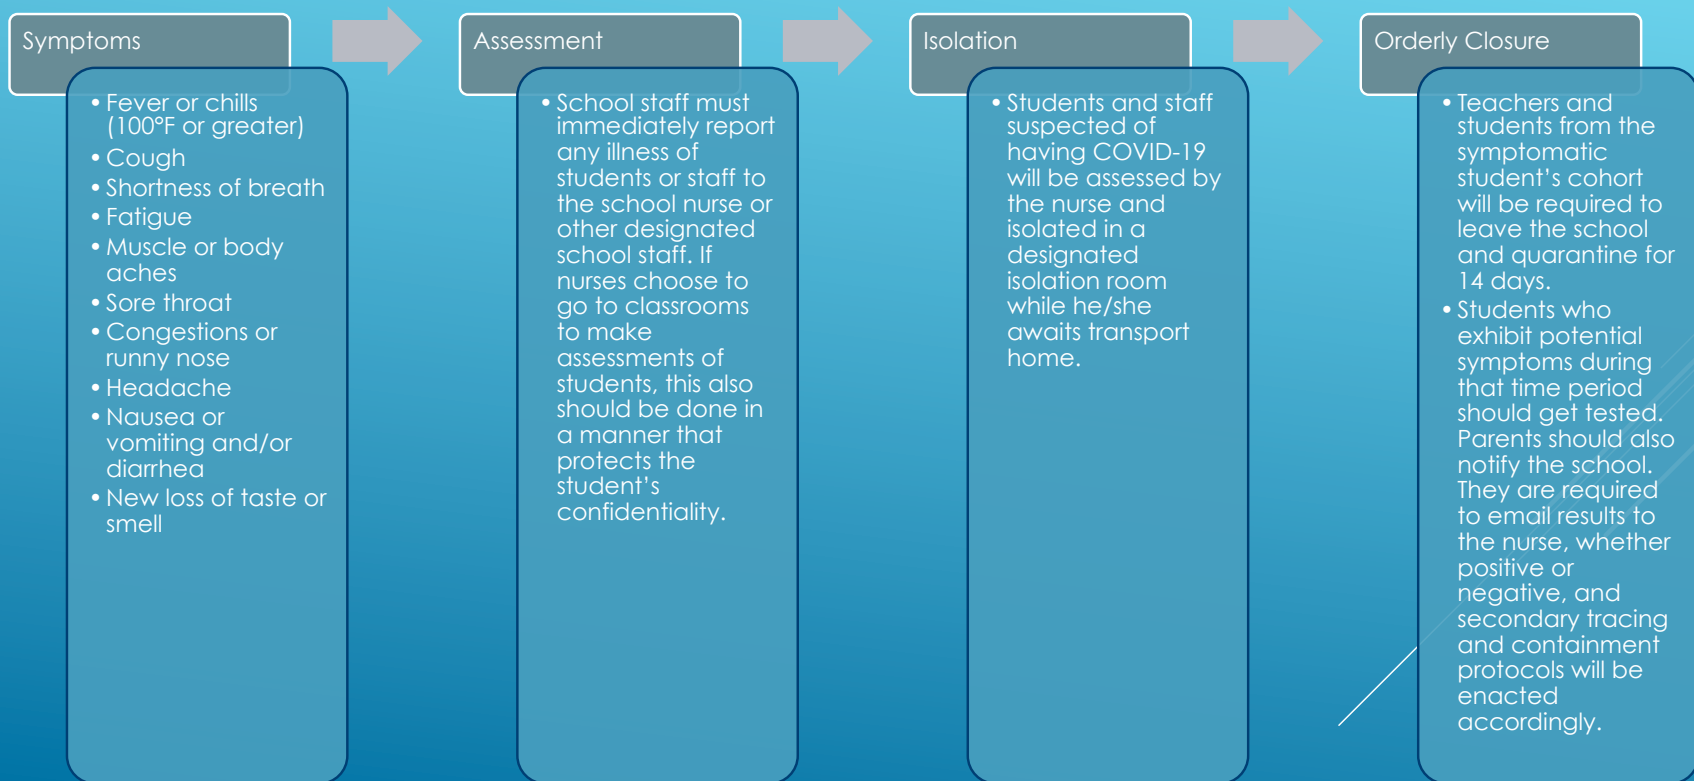 Symptoms
• Fever or chills
(100°F or greater)
• Cough
• Shortness of breath
• Fatigue
• Muscle or body
aches
• Sore throat
• Congestions or
runny nose
• Headache
• Nausea or
vomiting and/or
diarrhea
• New loss of taste or
smell
Assessment
• School staff must
immediately report
any illness of
students or staff to
the school nurse or
other designated
school staff. If
nurses choose to
go to classrooms
to make
assessments of
students, this also
should be done in
a manner that
protects the
student’s
confidentiality.
Isolation
• Students and staff
suspected of
having COVID-19
will be assessed by
the nurse and
isolated in a
designated
isolation room
while he/she
awaits transport
home.
Orderly Closure
• Teachers and
students from the
symptomatic
student’s cohort
will be required to
leave the school
and quarantine for
14 days.
• Students who
exhibit potential
symptoms during
that time period
should get tested.
Parents should also
notify the school.
They are required
to email results to
the nurse, whether
positive or
negative, and
secondary tracing
and containment
protocols will be
enacted
accordingly.